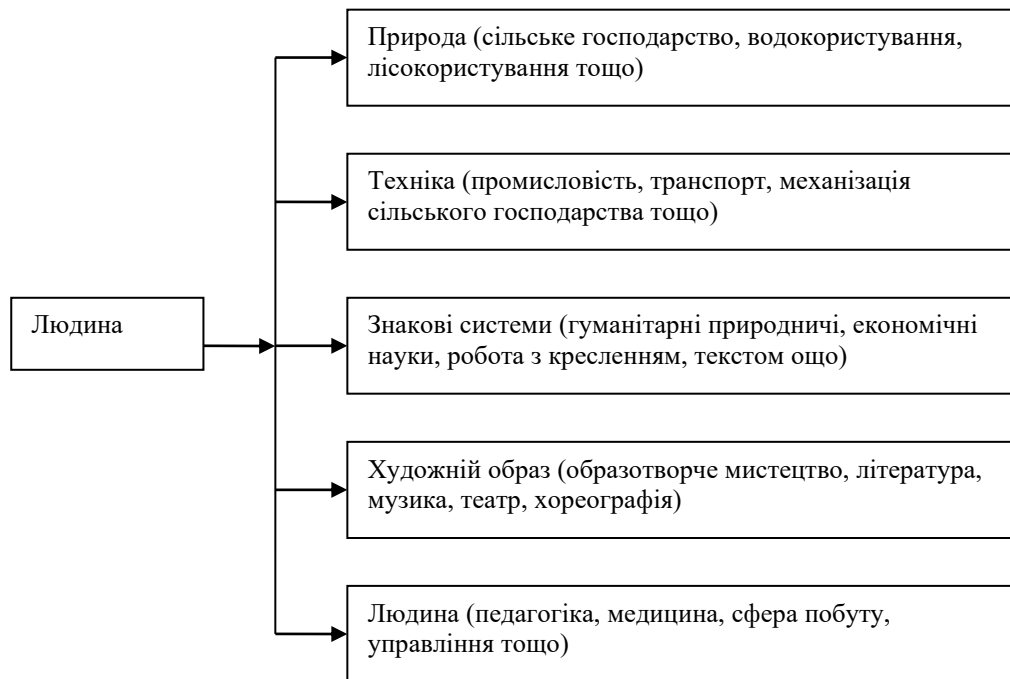 Природа (сільське господарство, водокористування,
лісокористування тощо)
Техніка (промисловість, транспорт, механізація
сільського господарства тощо)
Людина
Знакові системи (гуманітарні природничі, економічні
науки, робота з кресленням, текстом ощо)
Художній образ (образотворче мистецтво, література,
музика, театр, хореографія)
Людина (педагогіка, медицина, сфера побуту,
управління тощо)